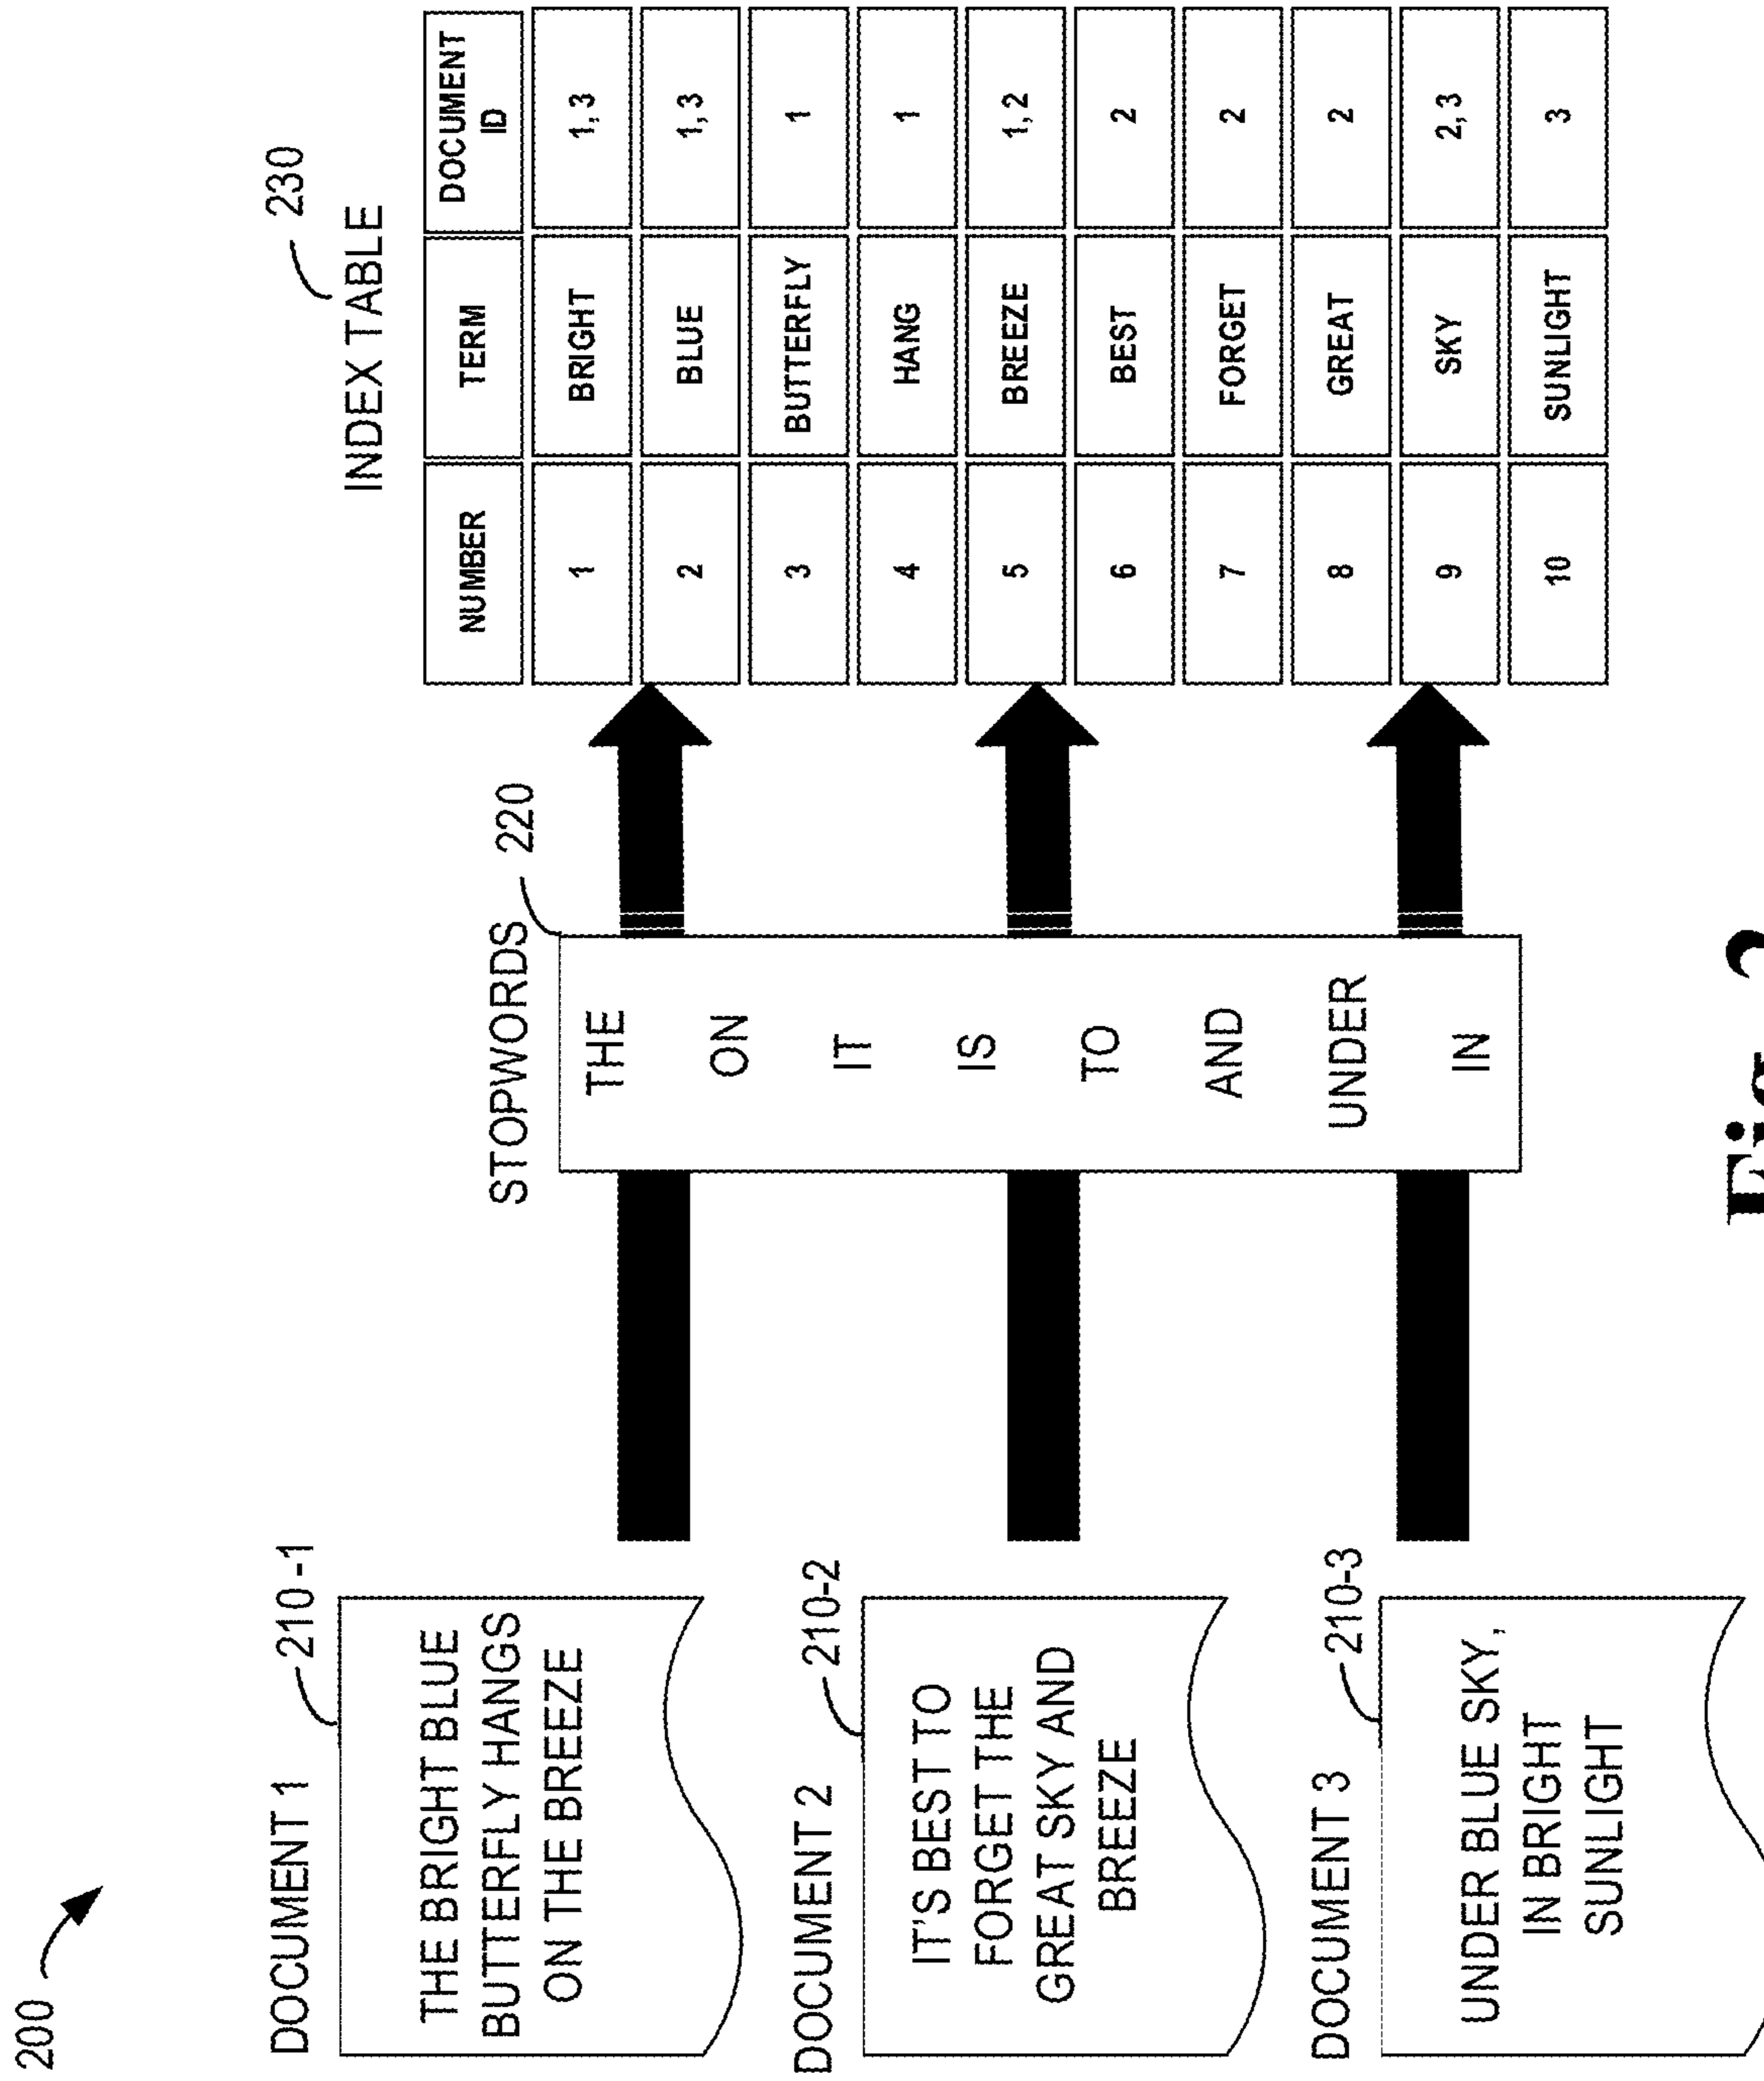 200
DOCUMENT 1
210-1
THE BRIGHT BLUE
BUTTERFLY HANGS
ON THE BREEZE
DOCUMENT 2
210-2
IT'S BEST TO
FORGET THE
GREAT SKY AND
BREEZE
DOCUMENT 3
210-3
UNDER BLUE SKY,
IN BRIGHT
SUNLIGHT
STOPWORDS
220
THE
ON
IT
IS
TO
AND
UNDER
IN
230
INDEX TABLE
NUMBER TERM DOCUMENT ID
1 BRIGHT 1, 3
2 BLUE 1, 3
3 BUTTERFLY 1
4 HANG 1
5 BREEZE 1, 2
6 BEST 2
7 FORGET 2
8 GREAT 2
9 SKY 2, 3
10 SUNLIGHT 3